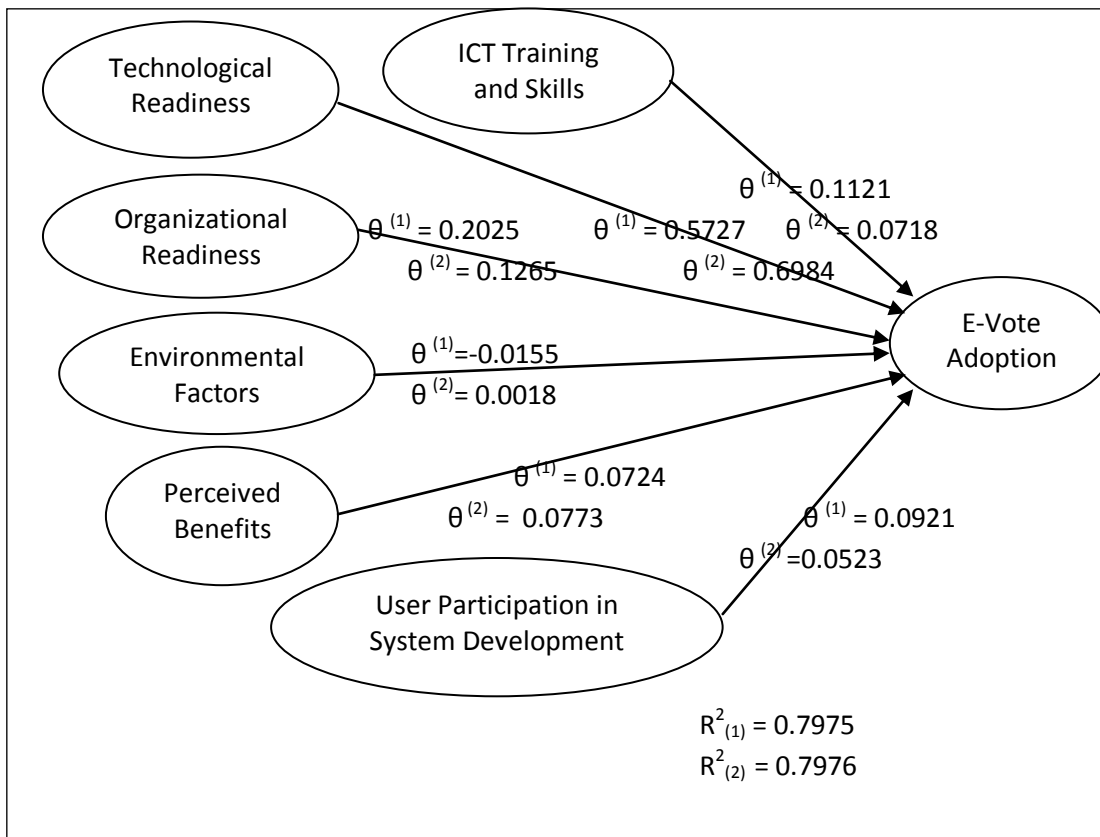 Technological
Readiness
ICT Training
and Skills
θ (1) = 0.1121
Organizational
Readiness
θ (1) = 0.2025
θ (1) = 0.5727
θ (2) = 0.0718
θ (2) = 0.1265
θ (2) = 0.6984
E-Vote
Adoption
Environmental
Factors
θ (1)=-0.0155
θ (2)= 0.0018
Perceived
Benefits
θ (1) = 0.0724
θ (2) = 0.0773
θ (1) = 0.0921
θ (2) =0.0523
User Participation in
System Development
R2(1) = 0.7975
R2(2) = 0.7976